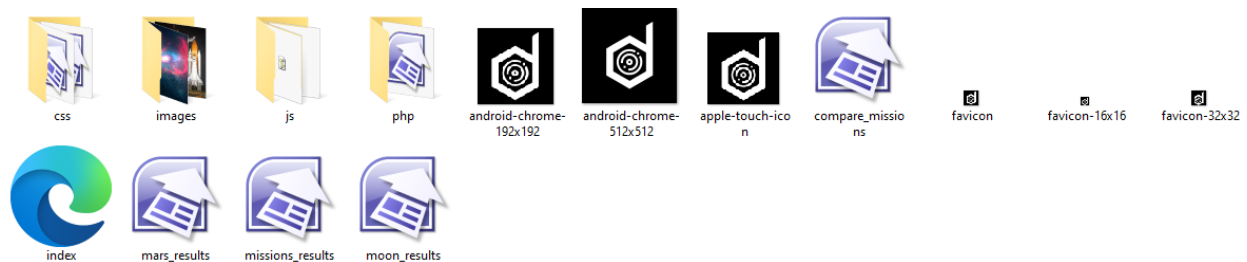 css
images
js
php
android-chrome-
192x192
android-chrome-
512x512
apple-touch-ico
n
compare_missio
ns
favicon
favicon-16x16
favicon-32x32
index
mars_results
missions_results
moon_results